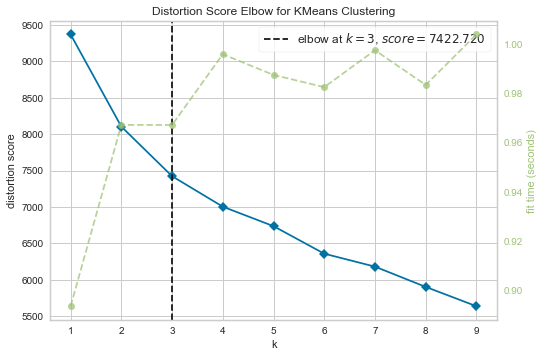 Distortion Score Elbow for KMeans Clustering
elbow at k = 3, score = 7422.720
distortion score
9500
9000
8500
8000
7500
7000
6500
6000
5500
1 2 3 4 5 6 7 8 9
k
1.00
0.98
0.96
0.94
0.92
0.90
fit time (seconds)